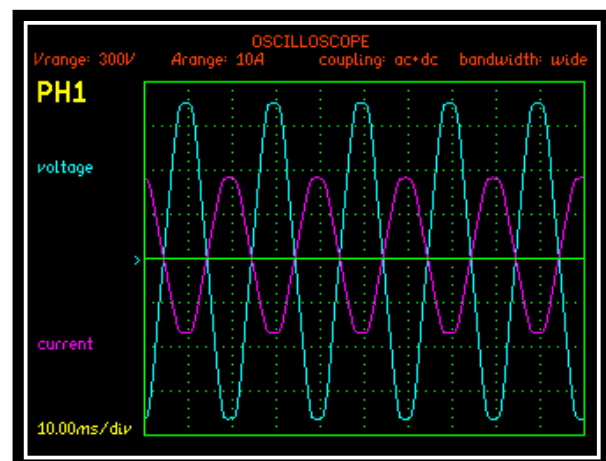 OSCILLOSCOPE
Vrange: 300V Arange: 10A coupling: ac+dc bandwidth: wide
PH1
voltage
>
current
10.00ms/div